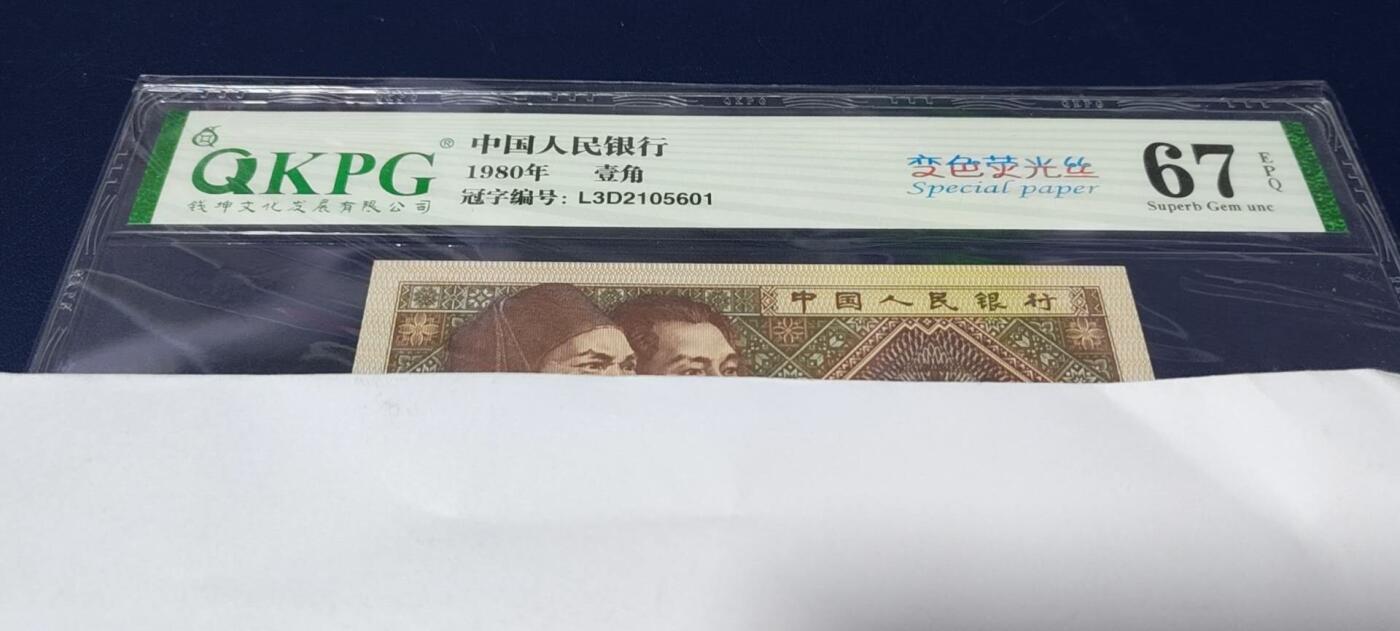 QKPG®
钱坤文化发展有限公司
中国人民银行
1980年 壹角
冠字编号: L3D2105601
变色荧光丝
Special paper
67
EPQ
Superb Gem unc
中国人民银行